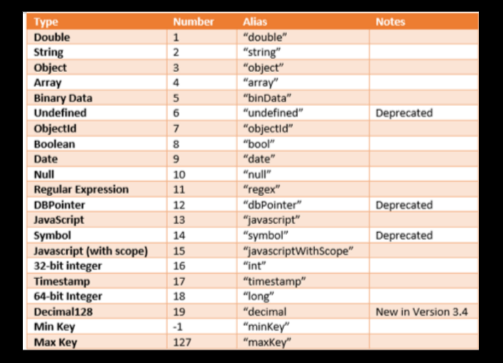 Type Number Alias Notes
Double 1 “double”
String 2 “string”
Object 3 “object”
Array 4 “array”
Binary Data 5 “binData”
Undefined 6 “undefined” Deprecated
ObjectId 7 “objectId”
Boolean 8 “bool”
Date 9 “date”
Null 10 “null”
Regular Expression 11 “regex”
DBPointer 12 “dbPointer” Deprecated
JavaScript 13 “javascript”
Symbol 14 “symbol” Deprecated
Javascript (with scope) 15 “javascriptWithScope”
32-bit integer 16 “int”
Timestamp 17 “timestamp”
64-bit Integer 18 “long”
Decimal128 19 “decimal New in Version 3.4
Min Key -1 “minKey”
Max Key 127 “maxKey”